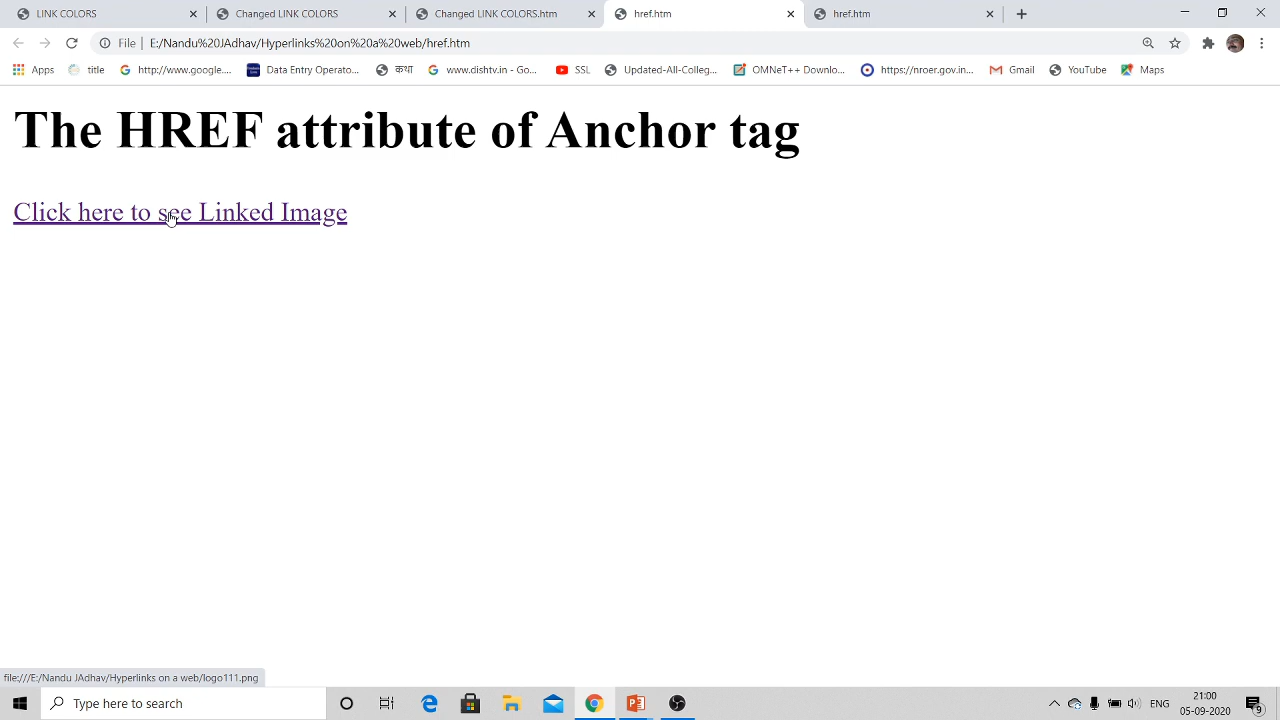 LINK COLORS
Changed LINK COLORS
Changed LINK COLORS.htm
href.htm
href.htm
File | E:/Nandu%20JAdhav/Hyperlinks%20on%20a%20web/href.htm
Apps
title
http://www.google....
Data Entry Operato...
कथा
www.dishtv.in - Go...
SSL
Updated-All-Colleg...
OMNeT++ Downlo...
https://nroer.gov.in...
Gmail
YouTube
Maps
The HREF attribute of Anchor tag
Click here to see Linked Image
file:///E:/Nandu JAdhav/Hyperlinks on a web/logo111.png
Type here to search
ENG
21:00
05-09-2020
9